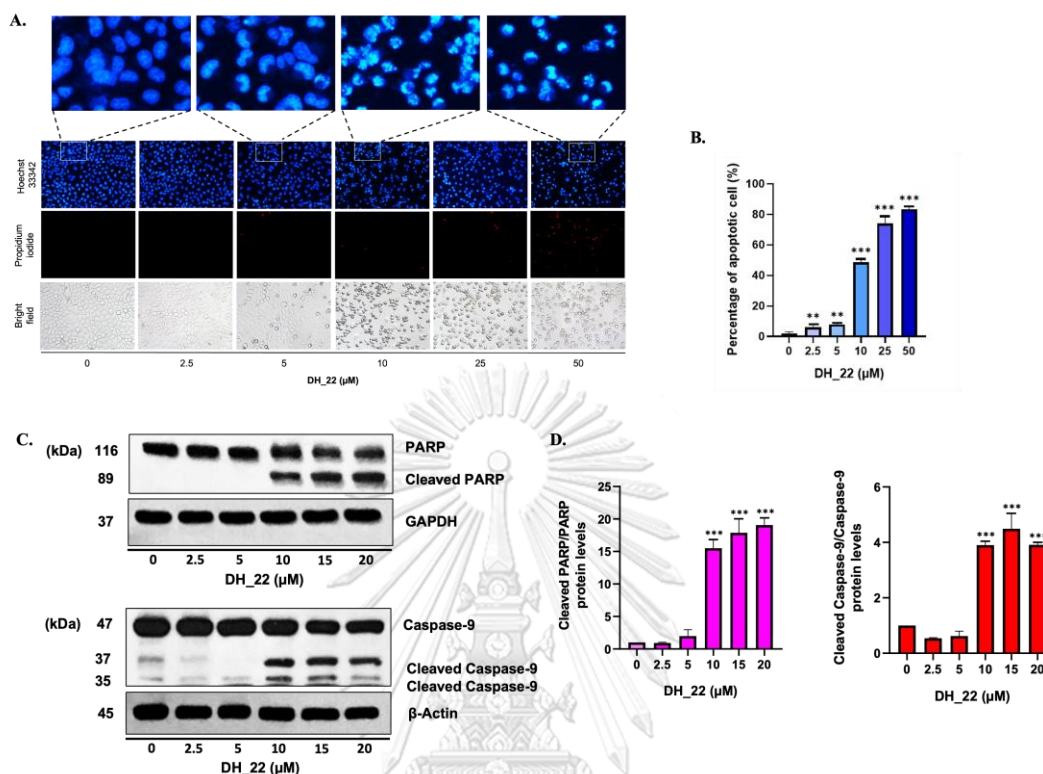 A.
Hoechst
33342
Propidium
iodide
Bright
field
0 2.5 5 10 25 50
DH_22 (µM)
B.
Percentage of apoptotic cell (%)
100
80
60
40
20
0
** ** *** *** ***
0 2.5 5 10 25 50
DH_22 (µM)
C.
(kDa) 116 PARP
89 Cleaved PARP
37 GAPDH
0 2.5 5 10 15 20
DH_22 (µM)
(kDa) 47 Caspase-9
37 Cleaved Caspase-9
35 Cleaved Caspase-9
45 β-Actin
0 2.5 5 10 15 20
DH_22 (µM)
D.
Cleaved PARP/PARP
protein levels
25
20
15
10
5
0
*** *** ***
0 2.5 5 10 15 20
DH_22 (µM)
Cleaved Caspase-9/Caspase-9
protein levels
6
4
2
0
*** *** ***
0 2.5 5 10 15 20
DH_22 (µM)